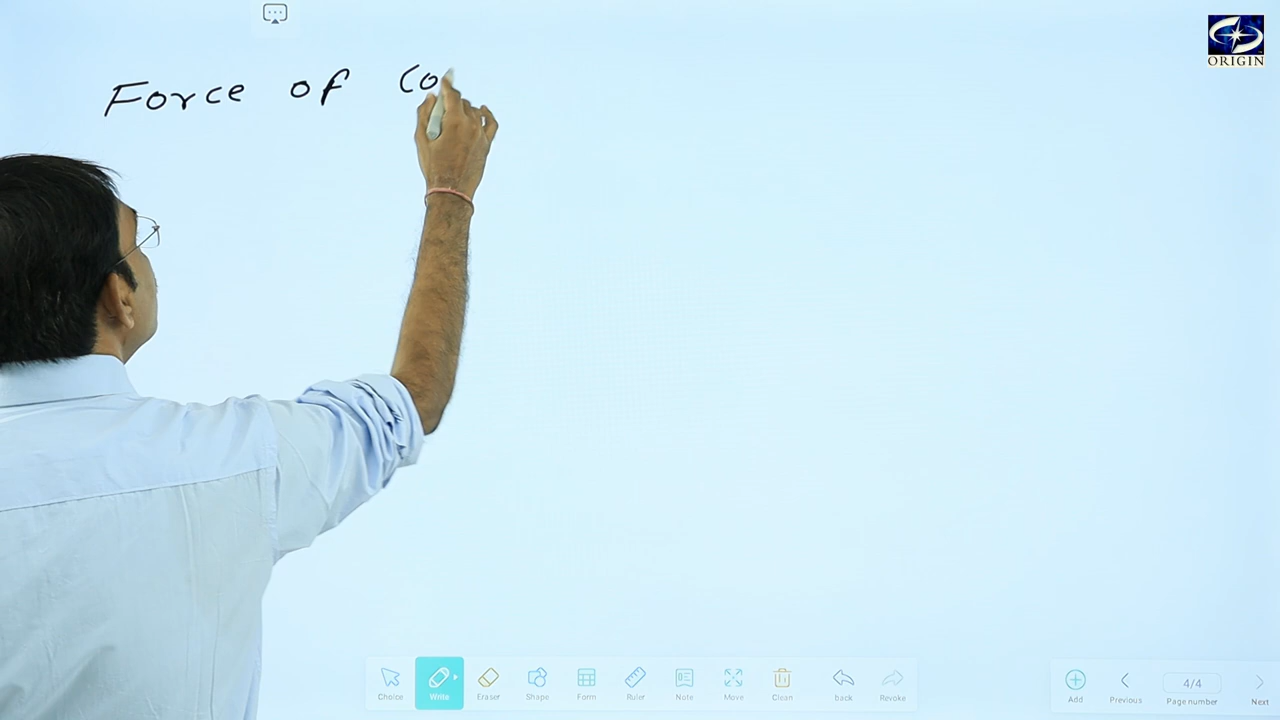 Force of Co
ORIGIN
Choice
Write
Eraser
Shape
Form
Ruler
Note
Move
Clean
back
Revoke
Add
Previous
4/4
Page number
Next